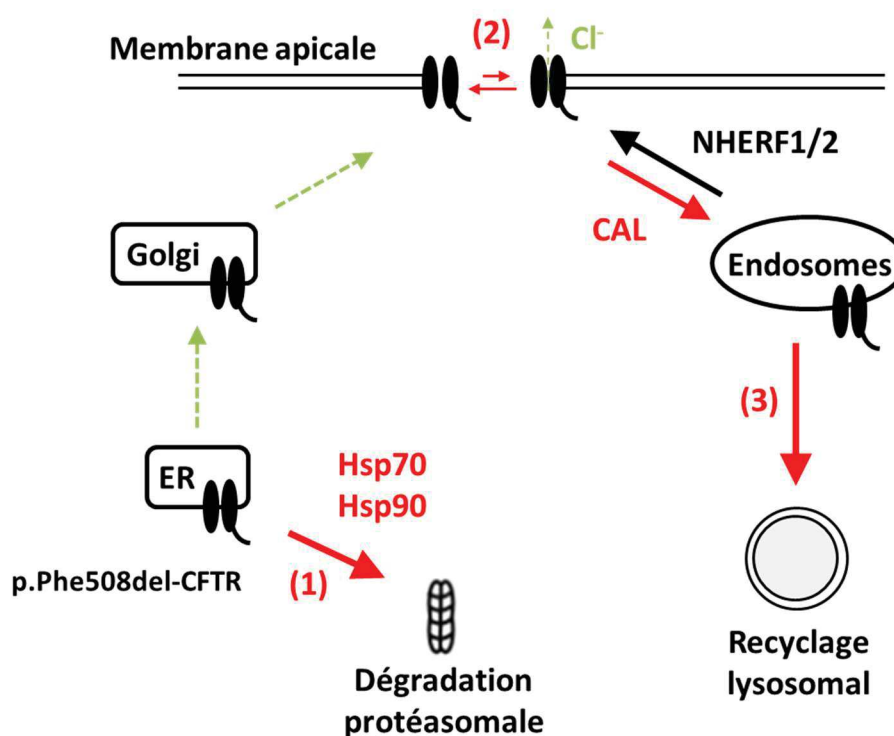 Membrane apicale
(2)
Cl-
NHERF1/2
CAL
Golgi
Endosomes
(3)
ER
Hsp70
Hsp90
p.Phe508del-CFTR
(1)
Dégradation
protéasomale
Recyclage
lysosomal